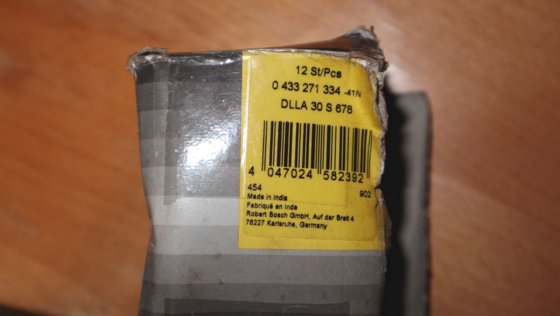 12 St/Pcs
0 433 271 334 -41N
DLLA 30 S 678
4 047024 582392
454 902
Made in India
Fabriqué en Inde
Robert Bosch GmbH, Auf der Breit 4
76227 Karlsruhe, Germany